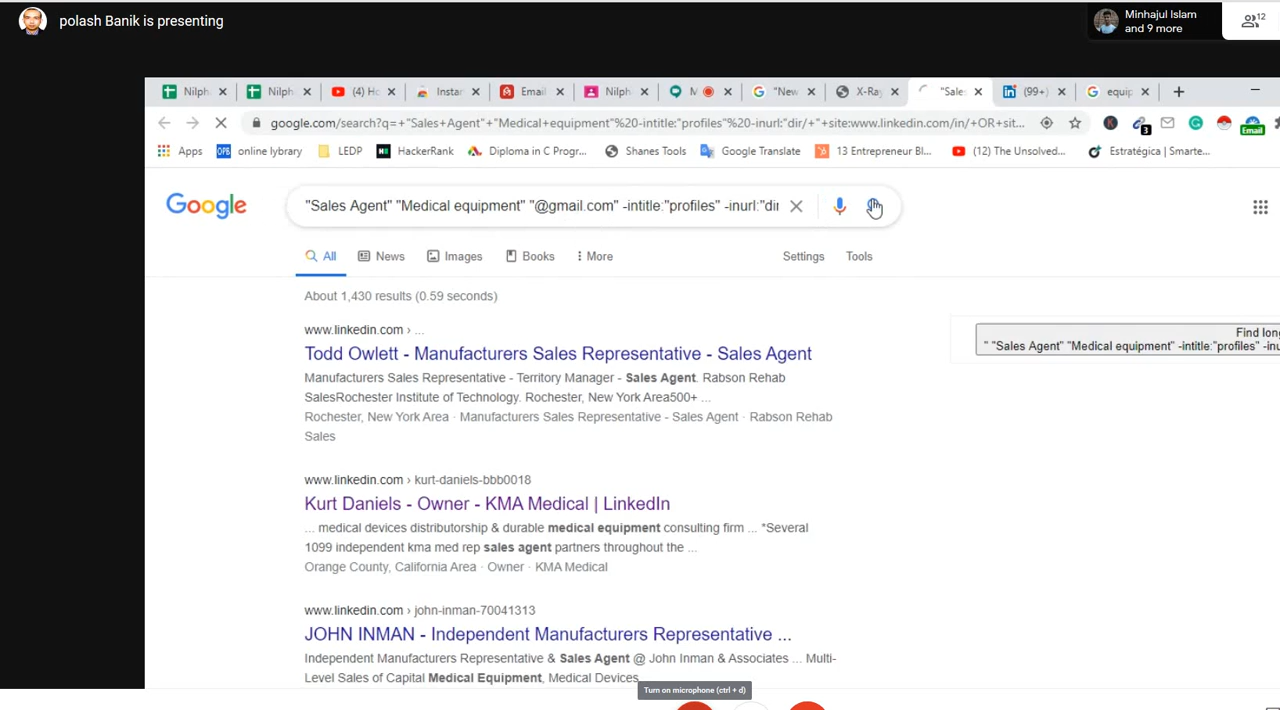 polash Banik is presenting
Minhajul Islam
and 9 more
12
Nilph
Nilph
(4) Ho
Instar
Email
Nilph
M
"New
X-Ray
"Sale
(99+)
equip
google.com/search?q=+"Sales+Agent"+"Medical+equipment"%20-intitle:"profiles"%20-inurl:"dir/+"+site:www.linkedin.com/in/+OR+sit...
3
Email
Apps
online lybrary
LEDP
HackerRank
Diploma in C Progr...
Shanes Tools
Google Translate
13 Entrepreneur Bl...
(12) The Unsolved...
Estratégica | Smarte...
Google
"Sales Agent" "Medical equipment" "@gmail.com" -intitle:"profiles" -inurl:"dir
All
News
Images
Books
More
Settings
Tools
About 1,430 results (0.59 seconds)
Find long
" "Sales Agent" "Medical equipment" -intitle:"profiles" -inu
www.linkedin.com › ...
Todd Owlett - Manufacturers Sales Representative - Sales Agent
Manufacturers Sales Representative - Territory Manager - Sales Agent. Rabson Rehab
SalesRochester Institute of Technology. Rochester, New York Area500+ ...
Rochester, New York Area · Manufacturers Sales Representative - Sales Agent · Rabson Rehab
Sales
www.linkedin.com › kurt-daniels-bbb0018
Kurt Daniels - Owner - KMA Medical | LinkedIn
... medical devices distributorship & durable medical equipment consulting firm ... *Several
1099 independent kma med rep sales agent partners throughout the ...
Orange County, California Area · Owner · KMA Medical
www.linkedin.com › john-inman-70041313
JOHN INMAN - Independent Manufacturers Representative ...
Independent Manufacturers Representative & Sales Agent @ John Inman & Associates ... Multi-
Level Sales of Capital Medical Equipment, Medical Devices
Turn on microphone (ctrl + d)